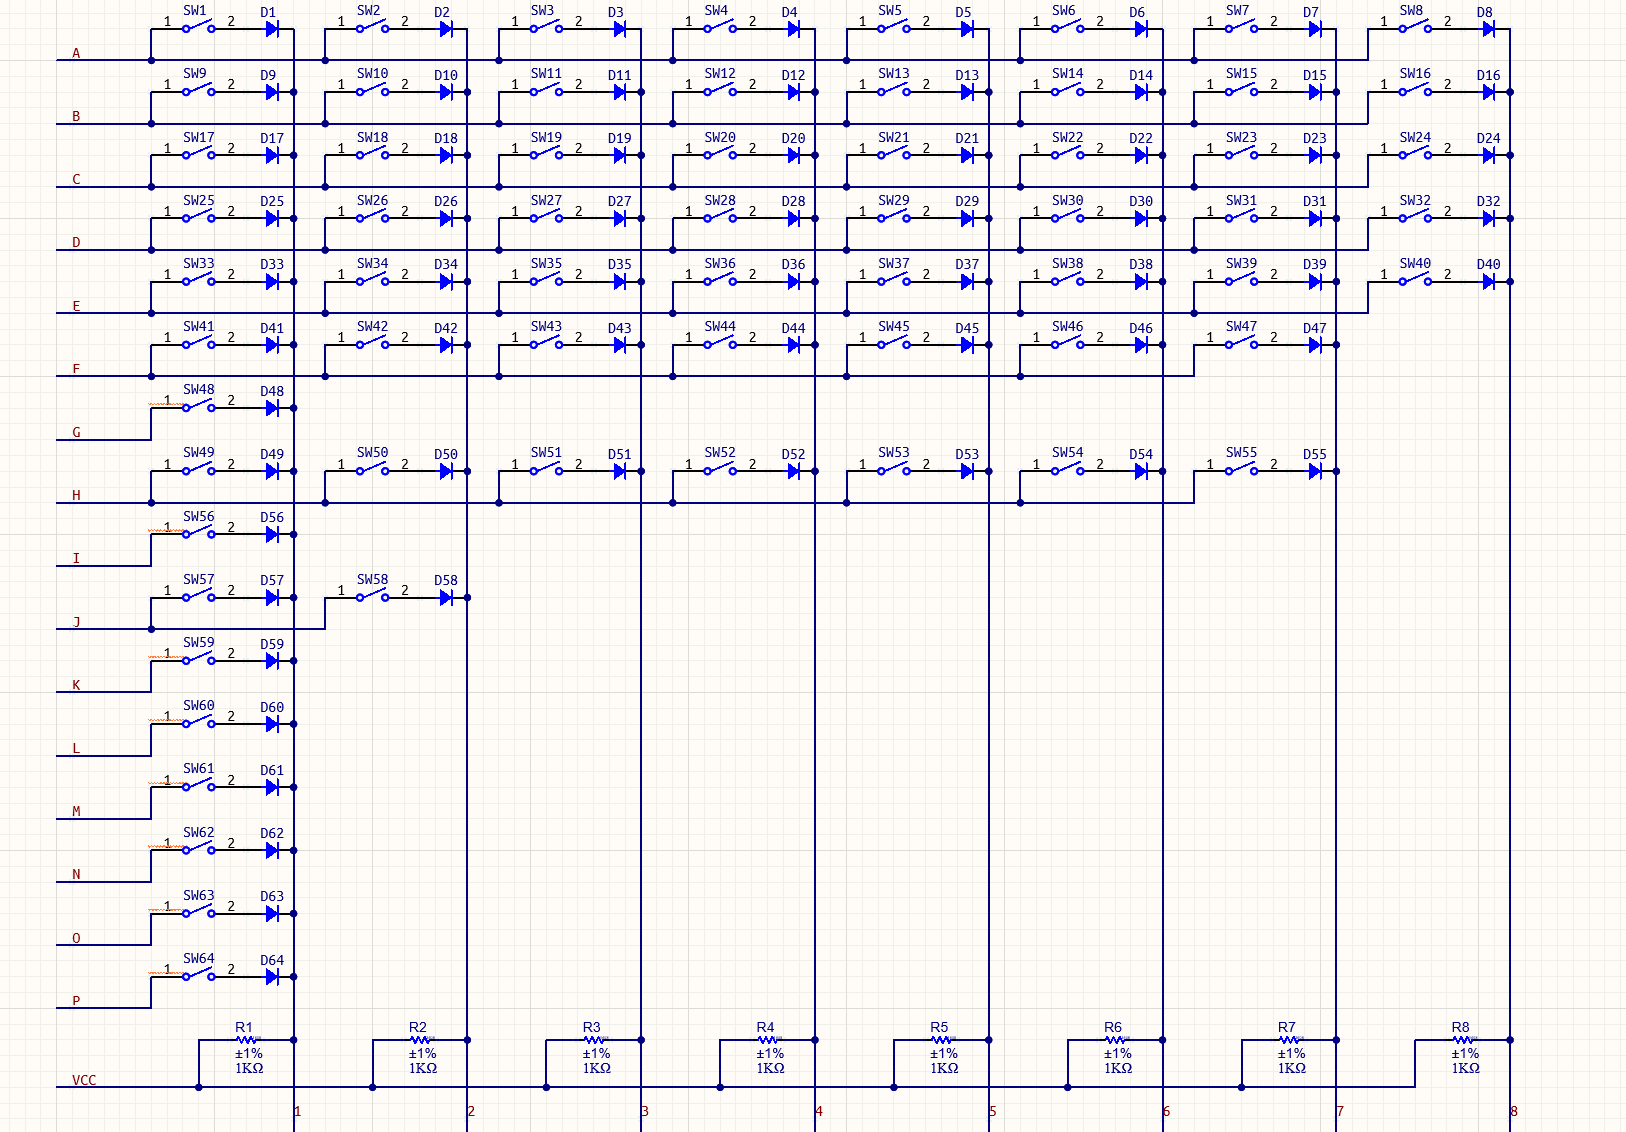 SW1 D1 SW2 D2 SW3 D3 SW4 D4 SW5 D5 SW6 D6 SW7 D7 SW8 D8
1 2 1 2 1 2 1 2 1 2 1 2 1 2 1 2
A
SW9 D9 SW10 D10 SW11 D11 SW12 D12 SW13 D13 SW14 D14 SW15 D15 SW16 D16
1 2 1 2 1 2 1 2 1 2 1 2 1 2 1 2
B
SW17 D17 SW18 D18 SW19 D19 SW20 D20 SW21 D21 SW22 D22 SW23 D23 SW24 D24
1 2 1 2 1 2 1 2 1 2 1 2 1 2 1 2
C
SW25 D25 SW26 D26 SW27 D27 SW28 D28 SW29 D29 SW30 D30 SW31 D31 SW32 D32
1 2 1 2 1 2 1 2 1 2 1 2 1 2 1 2
D
SW33 D33 SW34 D34 SW35 D35 SW36 D36 SW37 D37 SW38 D38 SW39 D39 SW40 D40
1 2 1 2 1 2 1 2 1 2 1 2 1 2 1 2
E
SW41 D41 SW42 D42 SW43 D43 SW44 D44 SW45 D45 SW46 D46 SW47 D47
1 2 1 2 1 2 1 2 1 2 1 2 1 2
F
SW48 D48
1 2
G
SW49 D49 SW50 D50 SW51 D51 SW52 D52 SW53 D53 SW54 D54 SW55 D55
1 2 1 2 1 2 1 2 1 2 1 2 1 2
H
SW56 D56
1 2
I
SW57 D57 SW58 D58
1 2 1 2
J
SW59 D59
1 2
K
SW60 D60
1 2
L
SW61 D61
1 2
M
SW62 D62
1 2
N
SW63 D63
1 2
O
SW64 D64
1 2
P
R1 R2 R3 R4 R5 R6 R7 R8
±1% ±1% ±1% ±1% ±1% ±1% ±1% ±1%
1KΩ 1KΩ 1KΩ 1KΩ 1KΩ 1KΩ 1KΩ 1KΩ
VCC
1 2 3 4 5 6 7 8